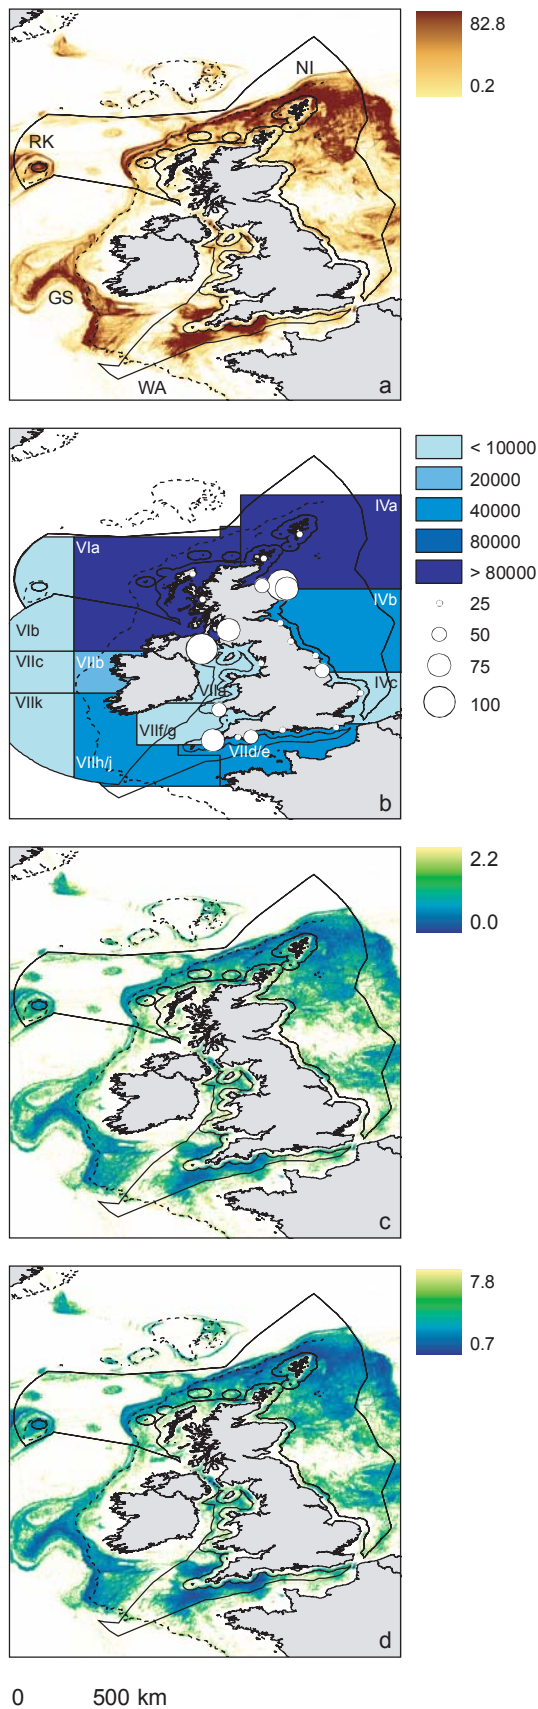 82.8
0.2
NI
RK
GS
WA
a
< 10000
20000
40000
80000
> 80000
25
50
75
100
IVa
VIa
IVb
VIb
VIIc
VIIb
IVc
VIIk
VIIa
VIIf/g
VIId/e
VIIh/j
b
2.2
0.0
c
7.8
0.7
d
0 500 km